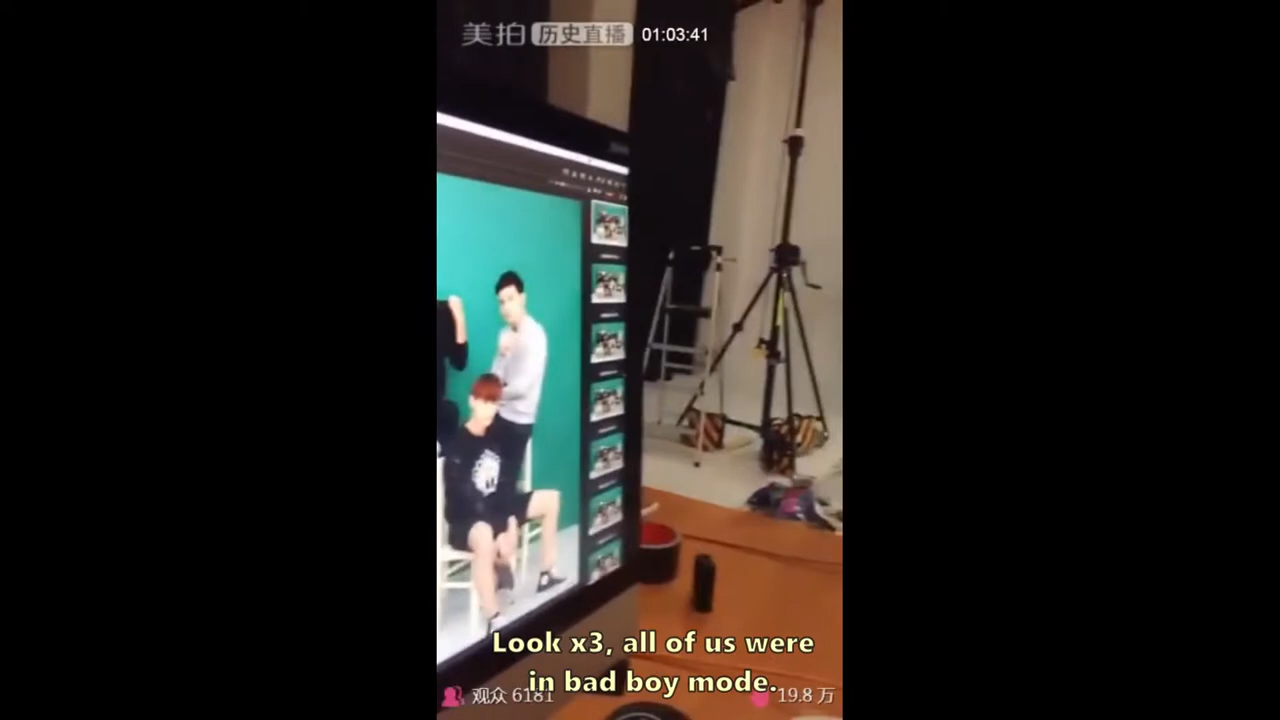 美拍 历史直播 01:03:41
Look x3, all of us were
in bad boy mode.
观众 6181
19.8 万